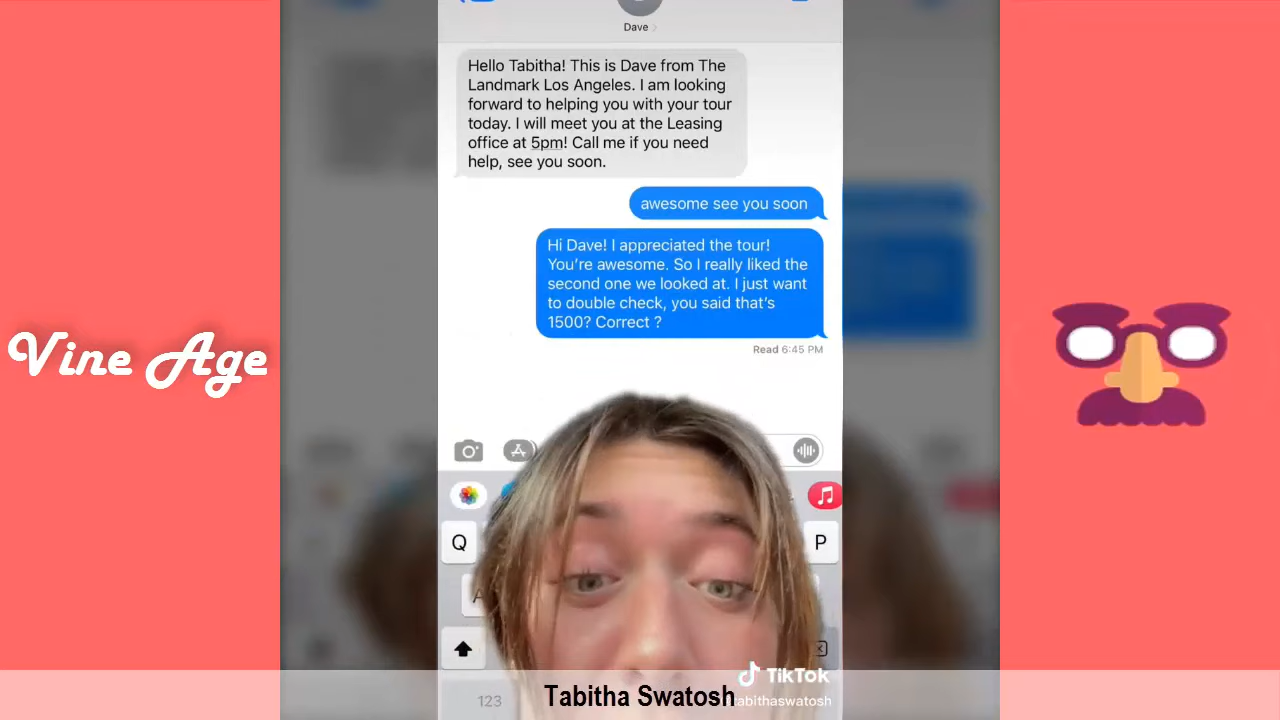 Dave
Hello Tabitha! This is Dave from The
Landmark Los Angeles. I am looking
forward to helping you with your tour
today. I will meet you at the Leasing
office at 5pm! Call me if you need
help, see you soon.
awesome see you soon
Hi Dave! I appreciated the tour!
You're awesome. So I really liked the
second one we looked at. I just want
to double check, you said that's
1500? Correct ?
Read 6:45 PM
Vine Age
Q
P
A
123
TikTok
Tabitha Swatosh
abithaswatosh